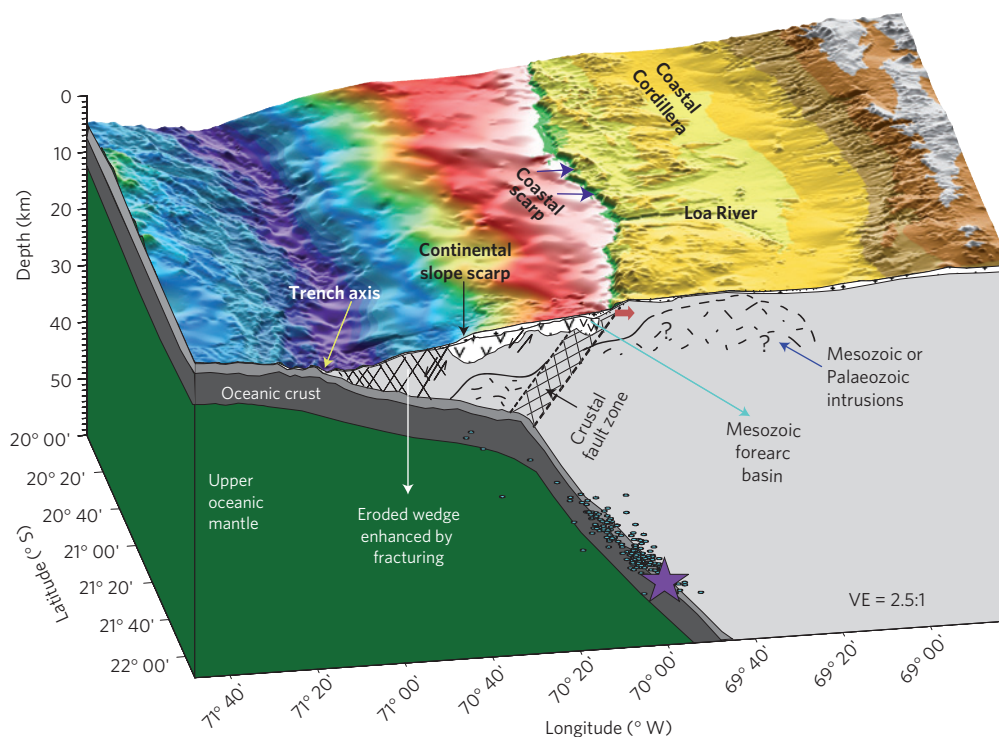 Coastal
Cordillera
Coastal
scarp
Loa River
Continental
slope scarp
Trench axis
0
10
20
30
40
50
Depth (km)
Oceanic crust
Upper
oceanic
mantle
Eroded wedge
enhanced by
fracturing
Crustal
fault zone
?
?
Mesozoic or
Palaeozoic
intrusions
Mesozoic
forearc
basin
VE = 2.5:1
20° 00'
20° 20'
20° 40'
21° 00'
21° 20'
21° 40'
22° 00'
Latitude (° S)
71° 40'
71° 20'
71° 00'
70° 40'
70° 20'
70° 00'
69° 40'
69° 20'
69° 00'
Longitude (° W)